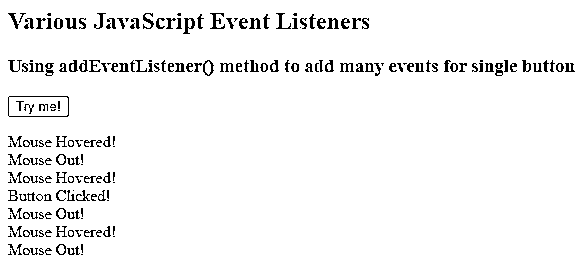 Various JavaScript Event Listeners
Using addEventListener() method to add many events for single button
Try me!
Mouse Hovered!
Mouse Out!
Mouse Hovered!
Button Clicked!
Mouse Out!
Mouse Hovered!
Mouse Out!